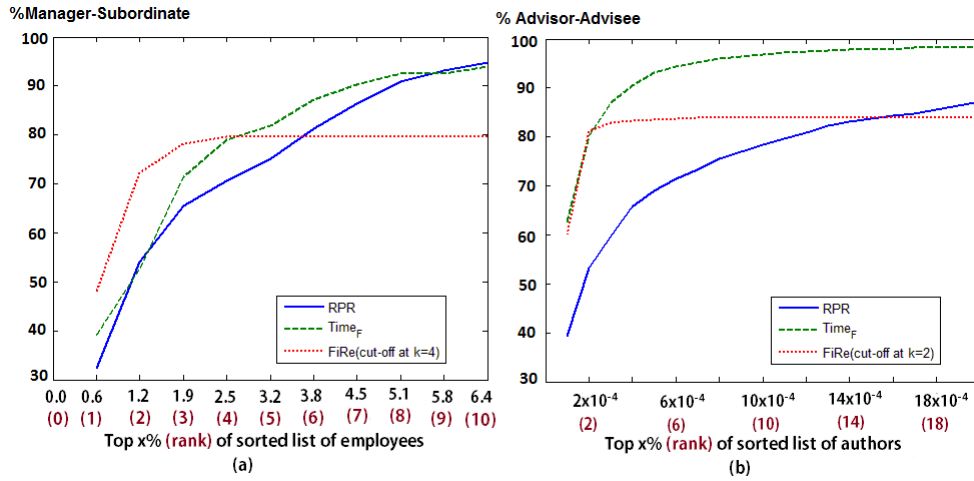 %Manager-Subordinate
100
90
80
70
60
50
40
30
RPR
Time_F
FiRe(cut-off at k=4)
0.0 0.6 1.2 1.9 2.5 3.2 3.8 4.5 5.1 5.8 6.4
(0) (1) (2) (3) (4) (5) (6) (7) (8) (9) (10)
Top x% (rank) of sorted list of employees
(a)
% Advisor-Advisee
100
90
80
70
60
50
40
30
RPR
Time_F
FiRe(cut-off at k=2)
2x10⁻⁴ 6x10⁻⁴ 10x10⁻⁴ 14x10⁻⁴ 18x10⁻⁴
(2) (6) (10) (14) (18)
Top x% (rank) of sorted list of authors
(b)